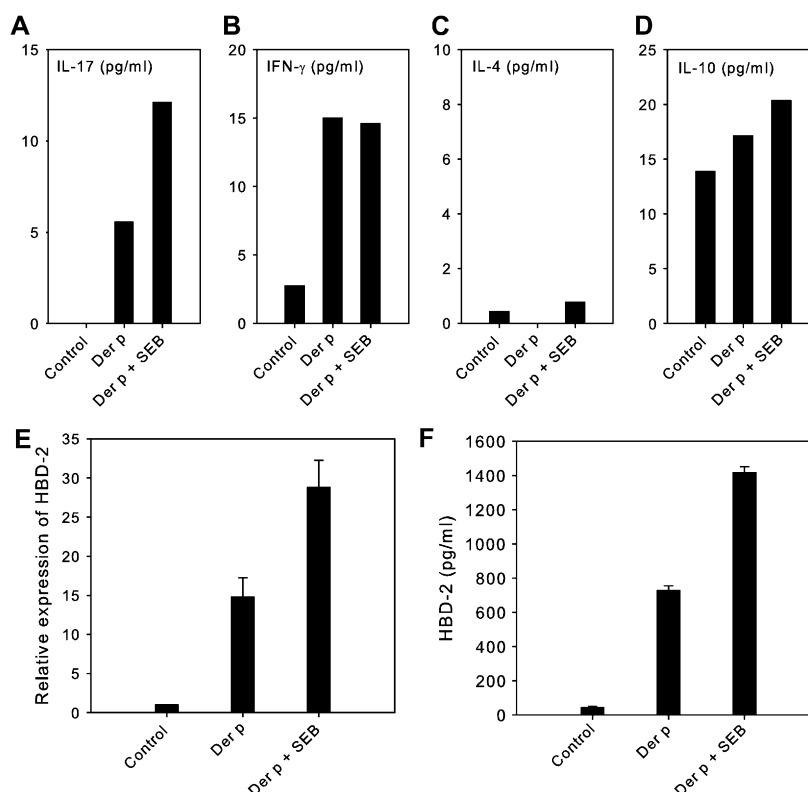 A
IL-17 (pg/ml)
15
10
5
0
Control
Der p
Der p + SEB
B
IFN-γ (pg/ml)
20
15
10
5
0
Control
Der p
Der p + SEB
C
IL-4 (pg/ml)
10
8
6
4
2
0
Control
Der p
Der p + SEB
D
IL-10 (pg/ml)
25
20
15
10
5
0
Control
Der p
Der p + SEB
E
Relative expression of HBD-2
35
30
25
20
15
10
5
0
Control
Der p
Der p + SEB
F
HBD-2 (pg/ml)
1600
1400
1200
1000
800
600
400
200
0
Control
Der p
Der p + SEB